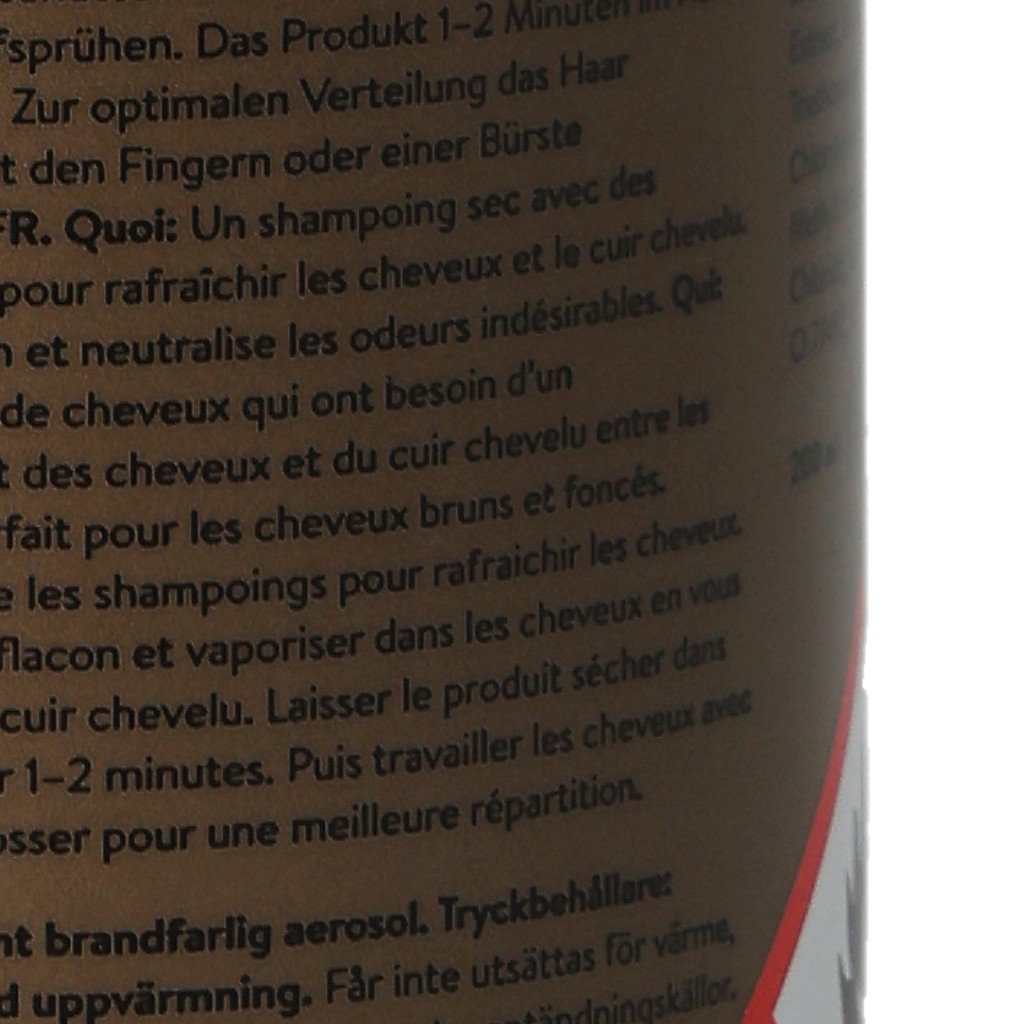 fsprühen. Das Produkt 1–2 Minuten im
Zur optimalen Verteilung das Haar
t den Fingern oder einer Bürste
FR. Quoi: Un shampoing sec avec des
pour rafraîchir les cheveux et le cuir chevelu.
n et neutralise les odeurs indésirables. Qui:
de cheveux qui ont besoin d'un
t des cheveux et du cuir chevelu entre les
fait pour les cheveux bruns et foncés.
e les shampoings pour rafraichir les cheveux.
flacon et vaporiser dans les cheveux en vous
cuir chevelu. Laisser le produit sécher dans
r 1–2 minutes. Puis travailler les cheveux avec
osser pour une meilleure répartition.
nt brandfarlig aerosol. Tryckbehållare:
d uppvärmning. Får inte utsättas för värme,
antändningskällor.
200